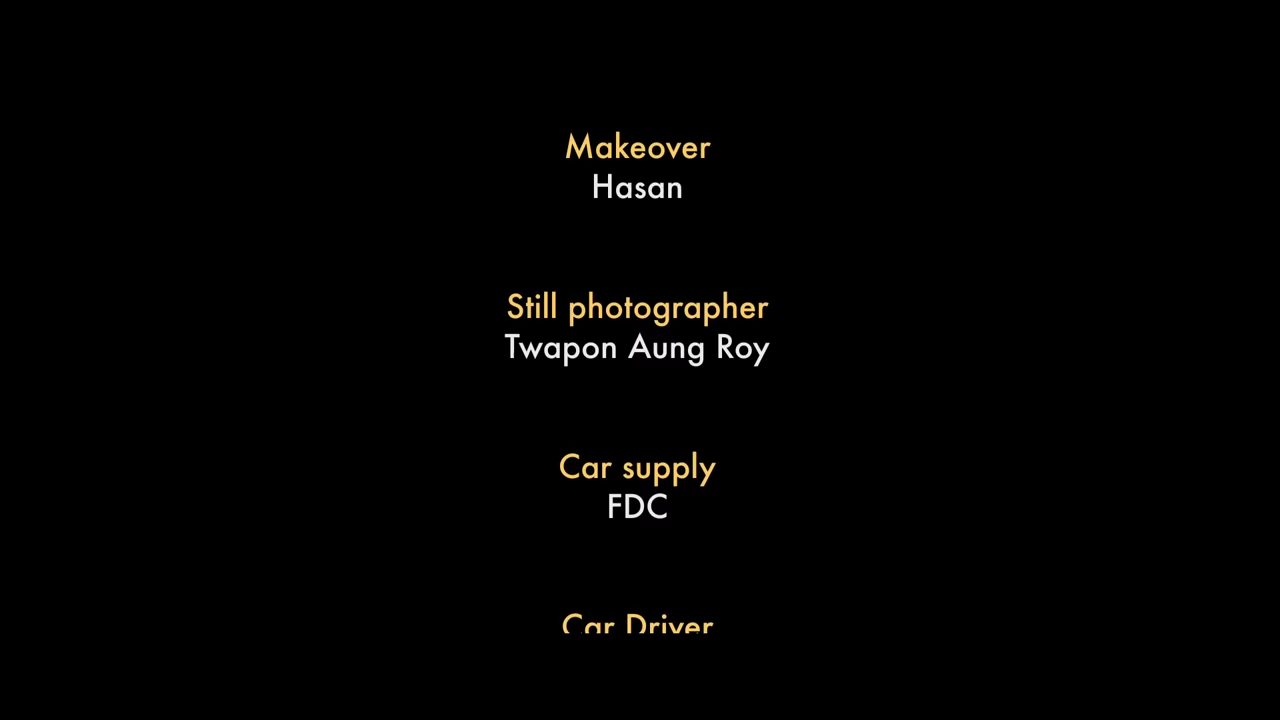 Makeover
Hasan
Still photographer
Twapon Aung Roy
Car supply
FDC
Car Driver